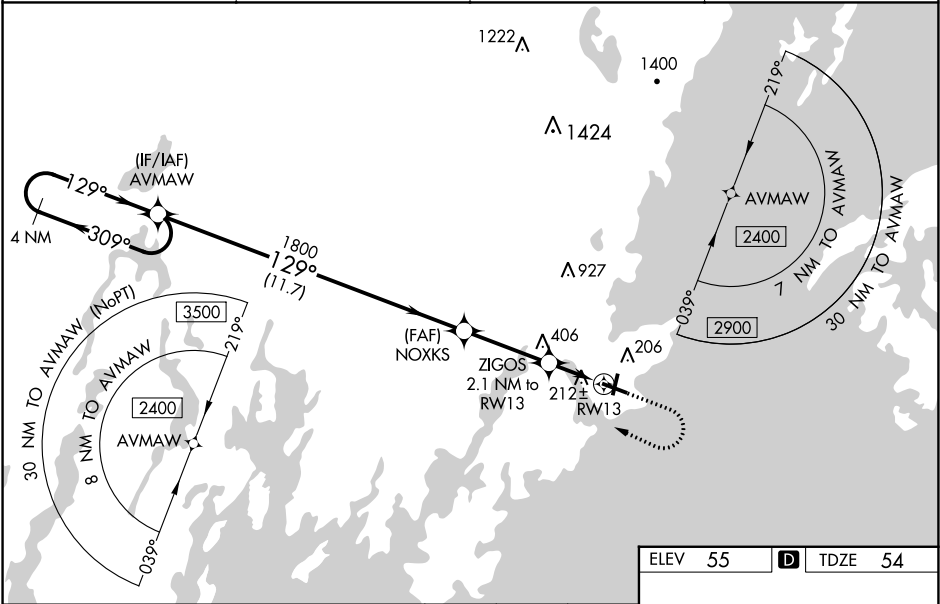 1222
1400
1424
219°
(IF/IAF)
AVMAW
129°
4 NM
309°
AVMAW
2400
7 NM TO AVMAW
30 NM TO AVMAW
039°
2900
1800
129°
(11.7)
927
30 NM TO AVMAW (NoPT)
3500
219°
8 NM TO AVMAW
2400
AVMAW
039°
(FAF)
NOXKS
406
ZIGOS
2.1 NM to
RW13
206
212±
RW13
ELEV 55 D TDZE 54